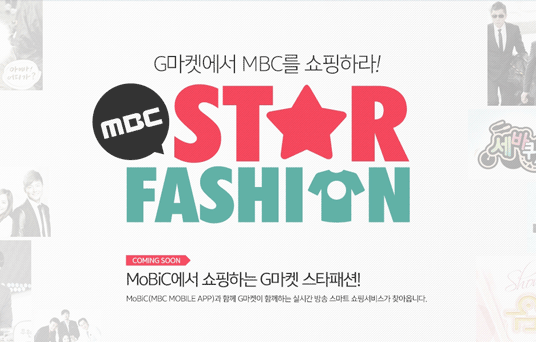 G마켓에서 MBC를 쇼핑하라!
MBC
STAR
FASHION
COMING SOON
MoBiC에서 쇼핑하는 G마켓 스타패션!
MoBiC(MBC MOBILE APP)과 함께 G마켓이 함께하는 실시간 방송 스마트 쇼핑서비스가 찾아옵니다.